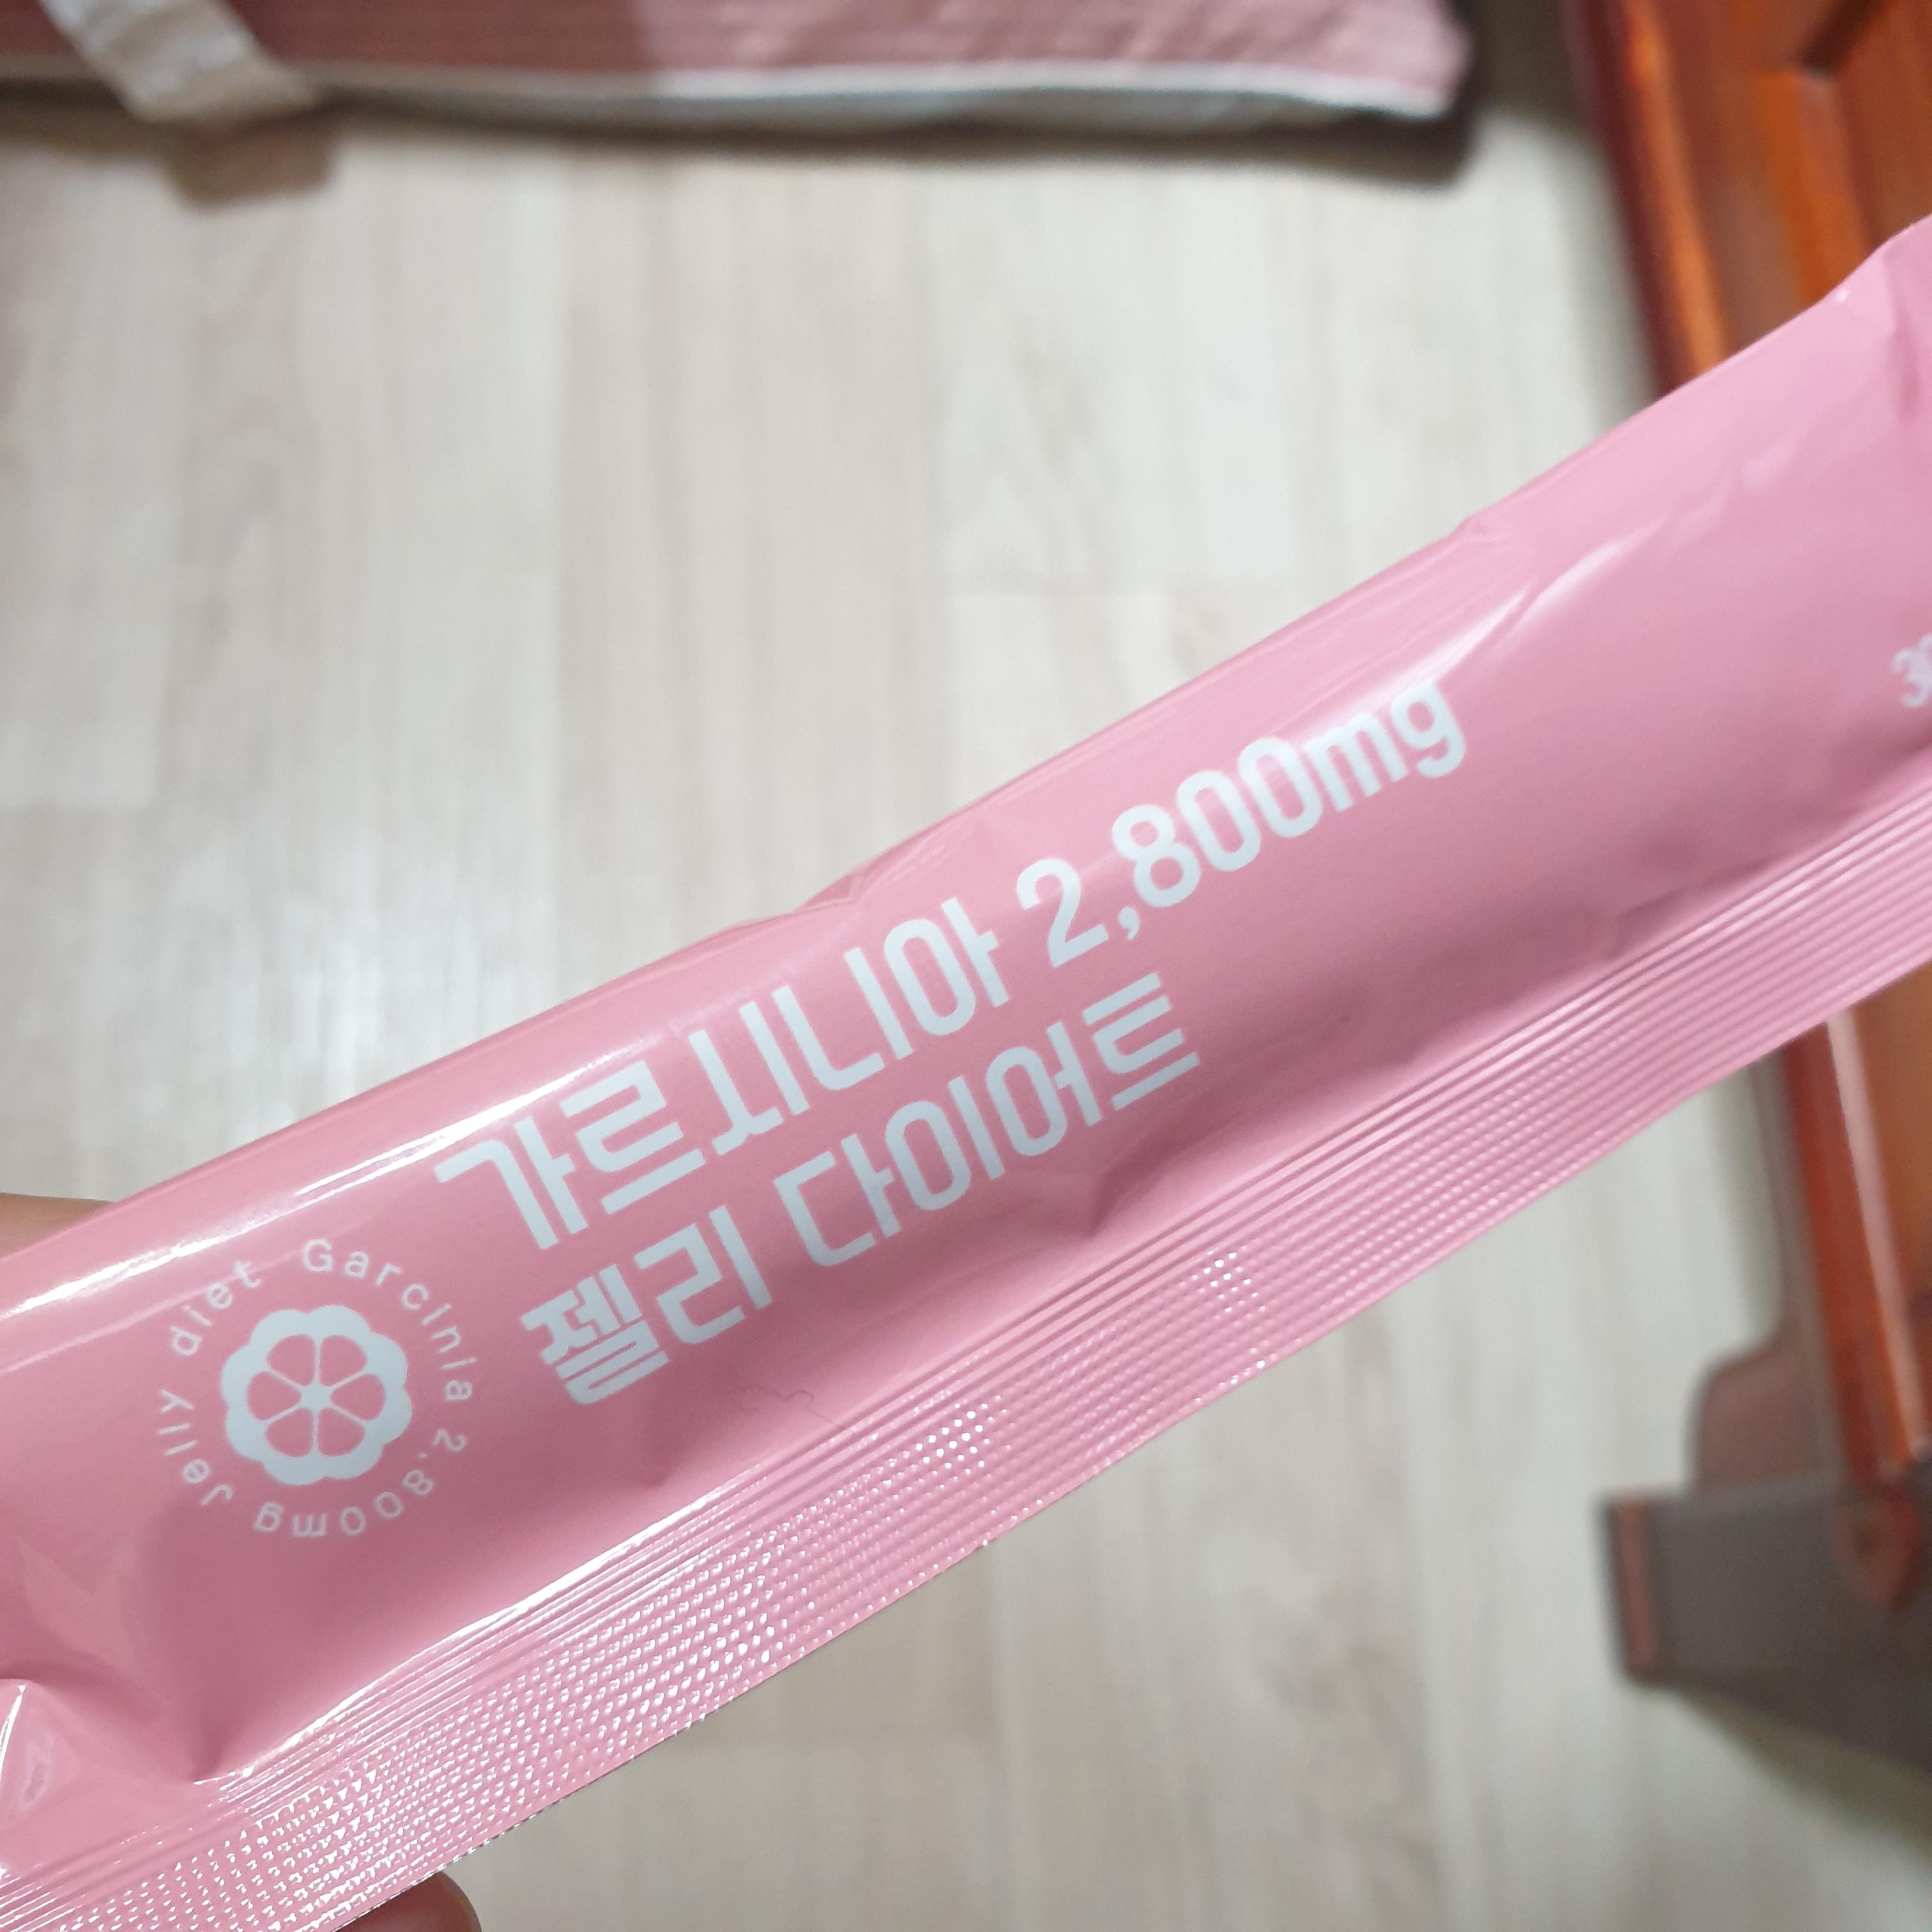 가르시니아 2,800mg
젤리 다이어트
Garcinia 2,800mg Jelly diet